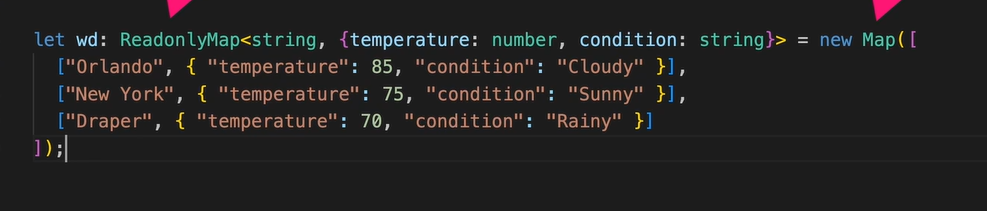 let wd: ReadonlyMap<string, {temperature: number, condition: string}> = new Map([
  ["Orlando", { "temperature": 85, "condition": "Cloudy" }],
  ["New York", { "temperature": 75, "condition": "Sunny" }],
  ["Draper", { "temperature": 70, "condition": "Rainy" }]
]);